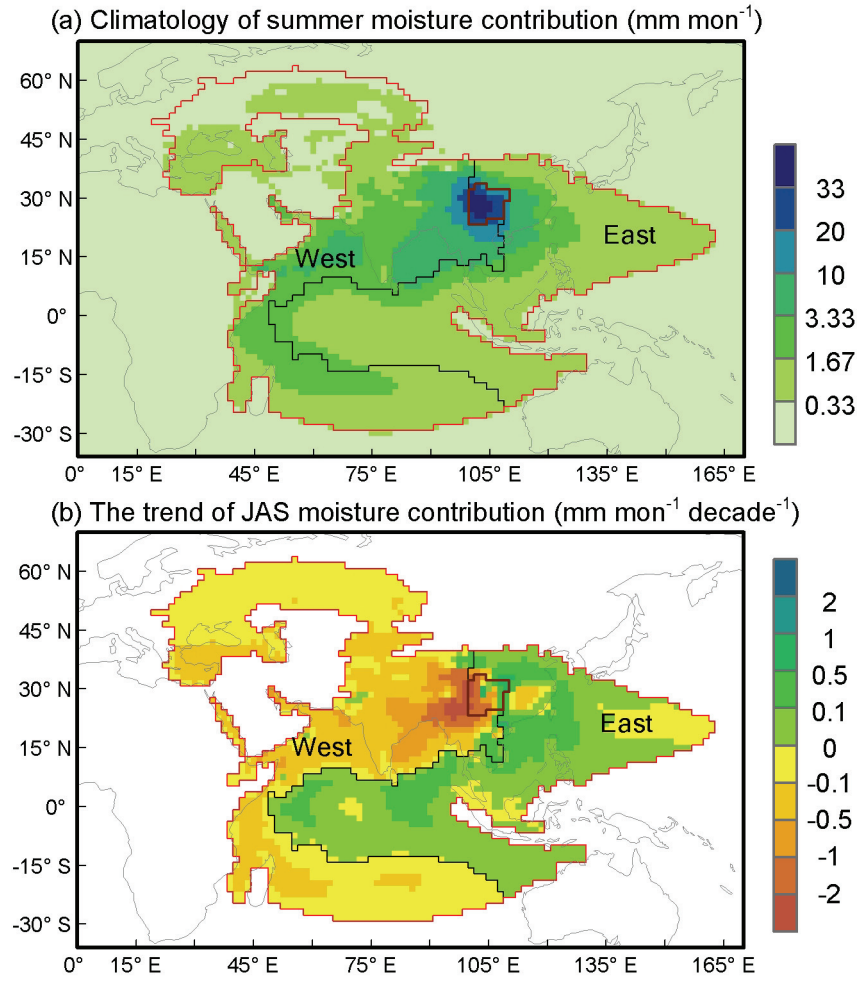 (a) Climatology of summer moisture contribution (mm mon⁻¹)
60° N
45° N
30° N
15° N
0°
-15° S
-30° S
West
East
33
20
10
3.33
1.67
0.33
0°
15° E
45° E
75° E
105° E
135° E
165° E
(b) The trend of JAS moisture contribution (mm mon⁻¹ decade⁻¹)
60° N
45° N
30° N
15° N
0°
-15° S
-30° S
West
East
2
1
0.5
0.1
0
-0.1
-0.5
-1
-2
0°
15° E
45° E
75° E
105° E
135° E
165° E